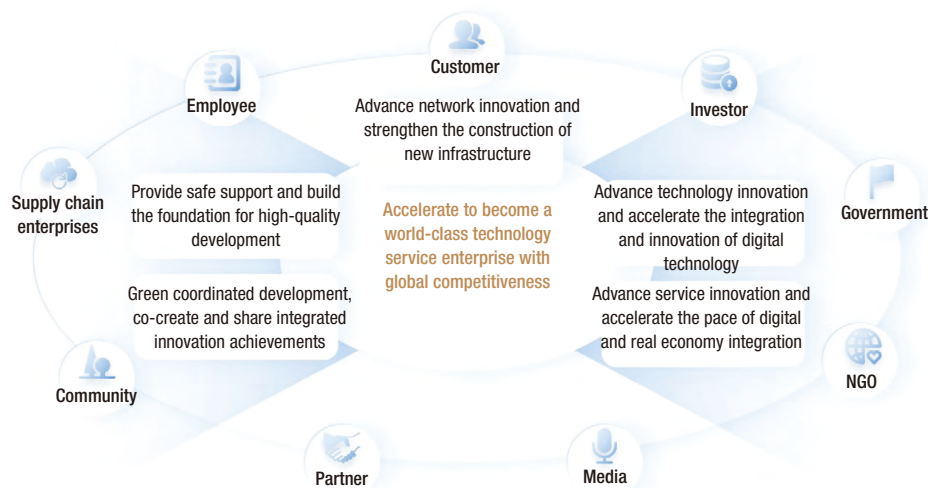 Customer
Employee
Investor
Advance network innovation and
strengthen the construction of
new infrastructure
Supply chain
enterprises
Provide safe support and build
the foundation for high-quality
development
Accelerate to become a
world-class technology
service enterprise with
global competitiveness
Advance technology innovation
and accelerate the integration
and innovation of digital
technology
Government
Green coordinated development,
co-create and share integrated
innovation achievements
Advance service innovation and
accelerate the pace of digital
and real economy integration
Community
NGO
Partner
Media